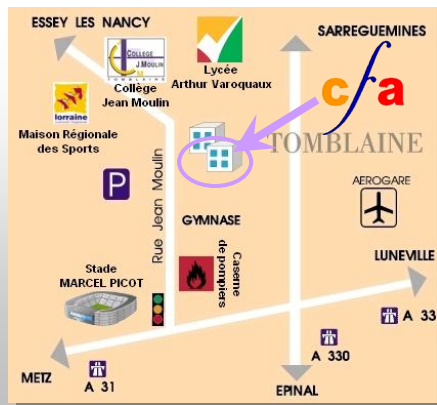 ESSEY LES NANCY
COLLEGE
J.MOULIN
TOMBLAINE
Collège
Jean Moulin
Lycée
Arthur Varoquaux
SARREGUEMINES
cfa
TOMBLAINE
lorraine
Maison Régionale
des Sports
P
Rue Jean Moulin
GYMNASE
AEROGARE
Caserne
de pompiers
Stade
MARCEL PICOT
LUNEVILLE
A 33
A 330
METZ
A 31
EPINAL